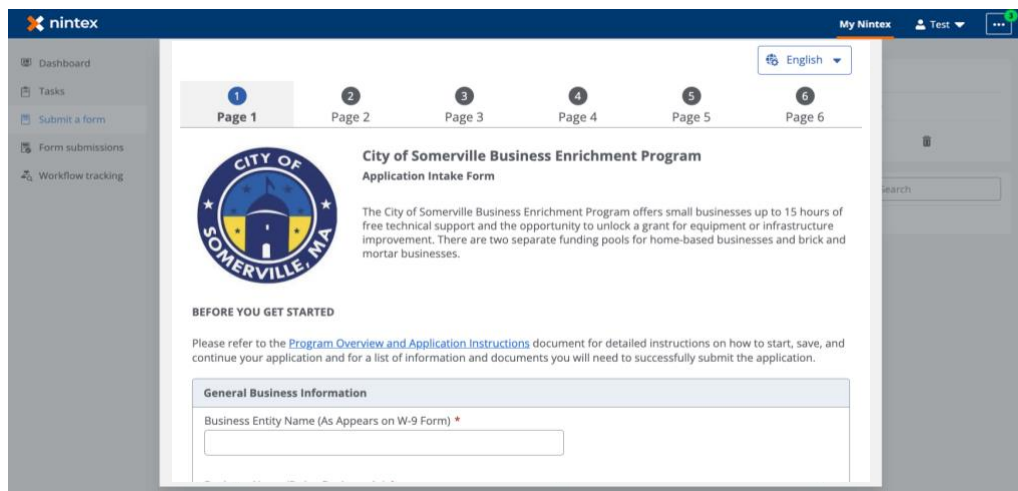 nintex
My Nintex
Test
3
Dashboard
Tasks
Submit a form
Form submissions
Workflow tracking
English
1
Page 1
2
Page 2
3
Page 3
4
Page 4
5
Page 5
6
Page 6
CITY OF
SOMERVILLE, MA
City of Somerville Business Enrichment Program
Application Intake Form
The City of Somerville Business Enrichment Program offers small businesses up to 15 hours of
free technical support and the opportunity to unlock a grant for equipment or infrastructure
improvement. There are two separate funding pools for home-based businesses and brick and
mortar businesses.
BEFORE YOU GET STARTED
Please refer to the Program Overview and Application Instructions document for detailed instructions on how to start, save, and
continue your application and for a list of information and documents you will need to successfully submit the application.
General Business Information
Business Entity Name (As Appears on W-9 Form) *
Search